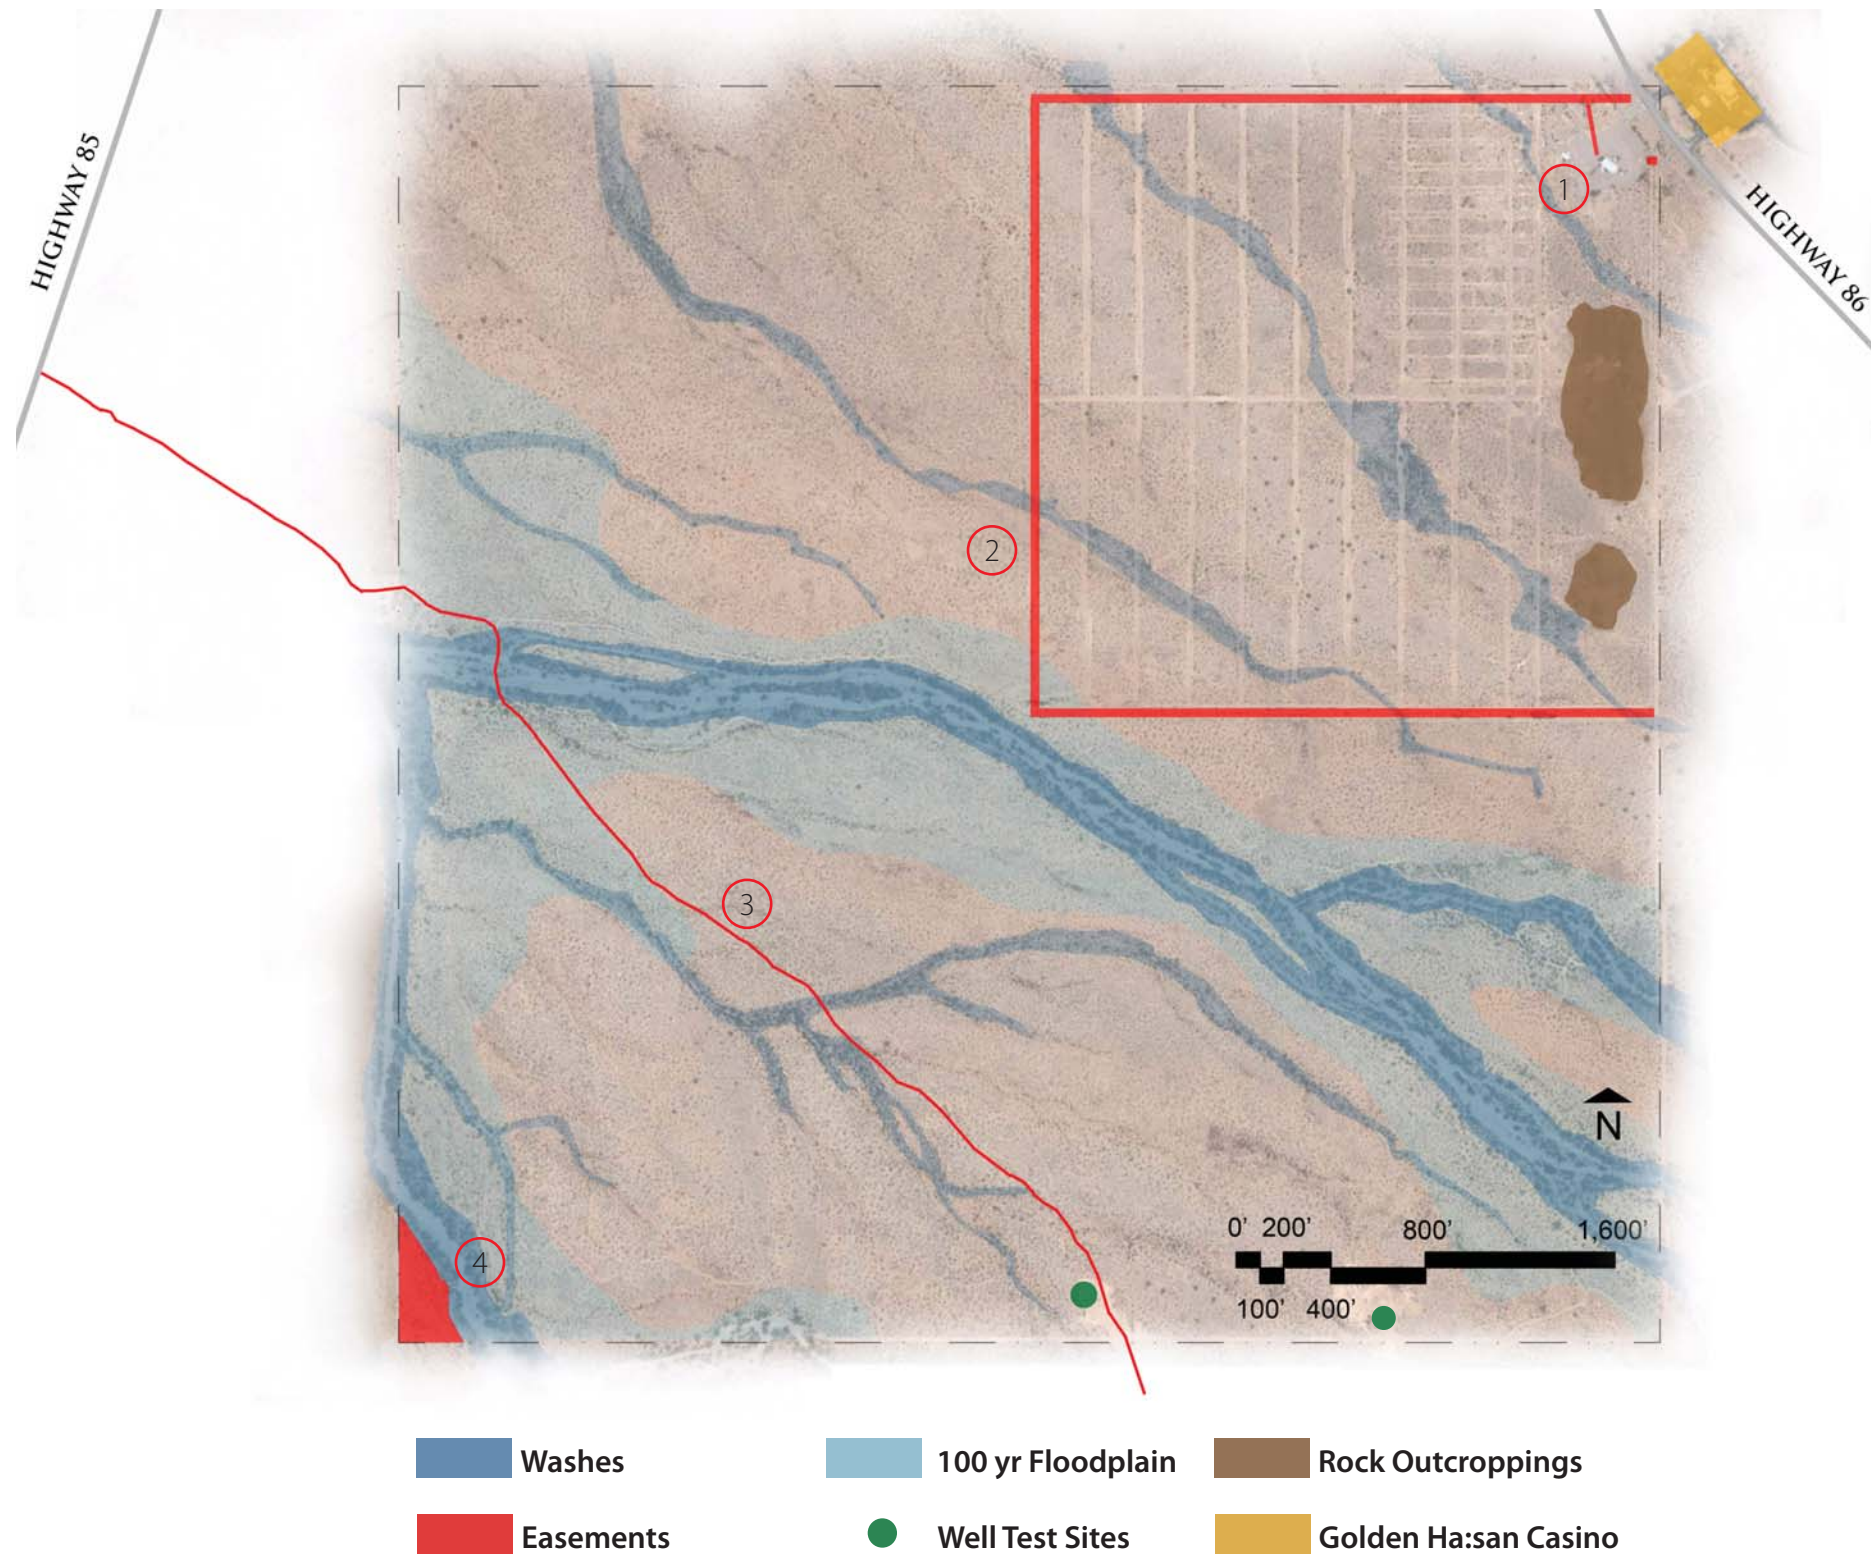 HIGHWAY 85
HIGHWAY 86
1
2
3
4
N
0' 200' 800' 1,600'
100' 400'
Washes
100 yr Floodplain
Rock Outcroppings
Easements
Well Test Sites
Golden Ha:san Casino